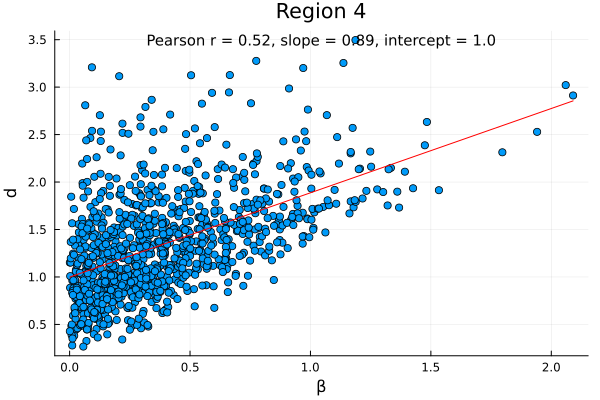 Region 4
Pearson r = 0.52, slope = 0.89, intercept = 1.0
3.5
3.0
2.5
2.0
1.5
1.0
0.5
d
0.0 0.5 1.0 1.5 2.0
β